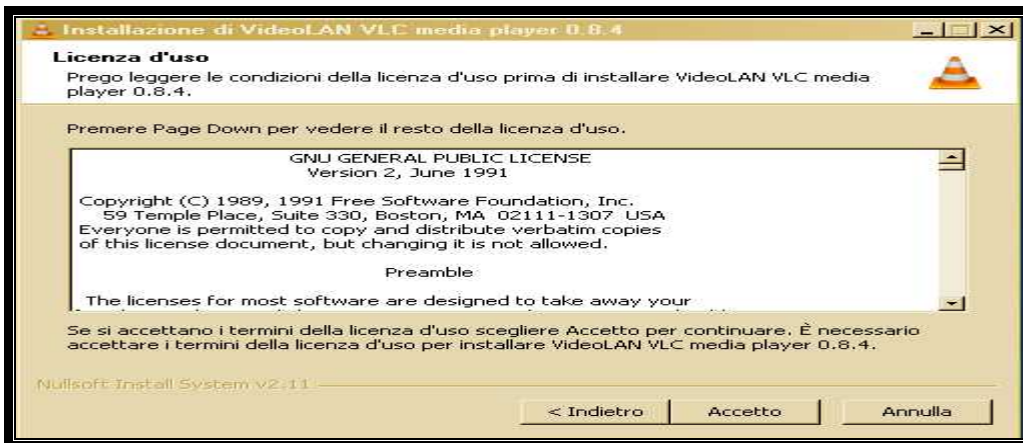 Installazione di VideoLAN VLC media player 0.8.4
Licenza d'uso
Prego leggere le condizioni della licenza d'uso prima di installare VideoLAN VLC media
player 0.8.4.
Premere Page Down per vedere il resto della licenza d'uso.
GNU GENERAL PUBLIC LICENSE
Version 2, June 1991
Copyright (C) 1989, 1991 Free Software Foundation, Inc.
59 Temple Place, Suite 330, Boston, MA 02111-1307 USA
Everyone is permitted to copy and distribute verbatim copies
of this license document, but changing it is not allowed.
Preamble
The licenses for most software are designed to take away your
Se si accettano i termini della licenza d'uso scegliere Accetto per continuare. È necessario
accettare i termini della licenza d'uso per installare VideoLAN VLC media player 0.8.4.
Nullsoft Install System v2.11
< Indietro
Accetto
Annulla